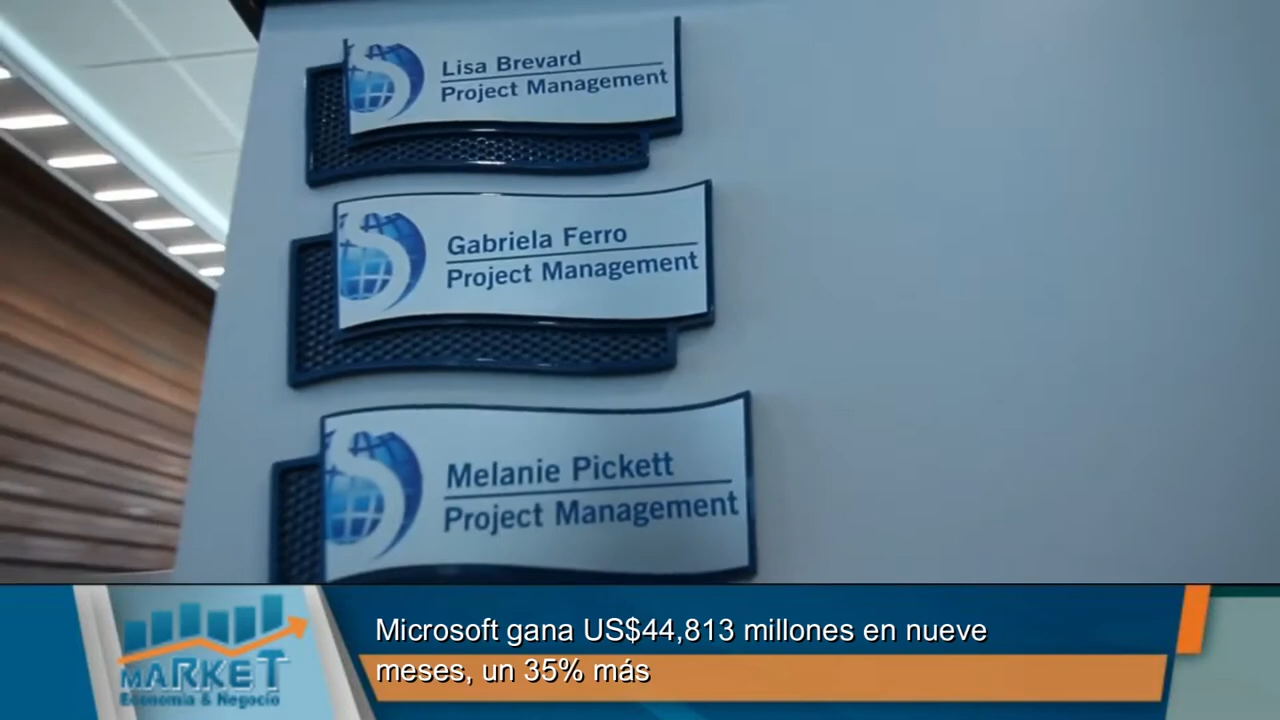 Lisa Brevard
Project Management
Gabriela Ferro
Project Management
Melanie Pickett
Project Management
Microsoft gana US$44,813 millones en nueve
meses, un 35% más
MARKET
Economía & Negocio